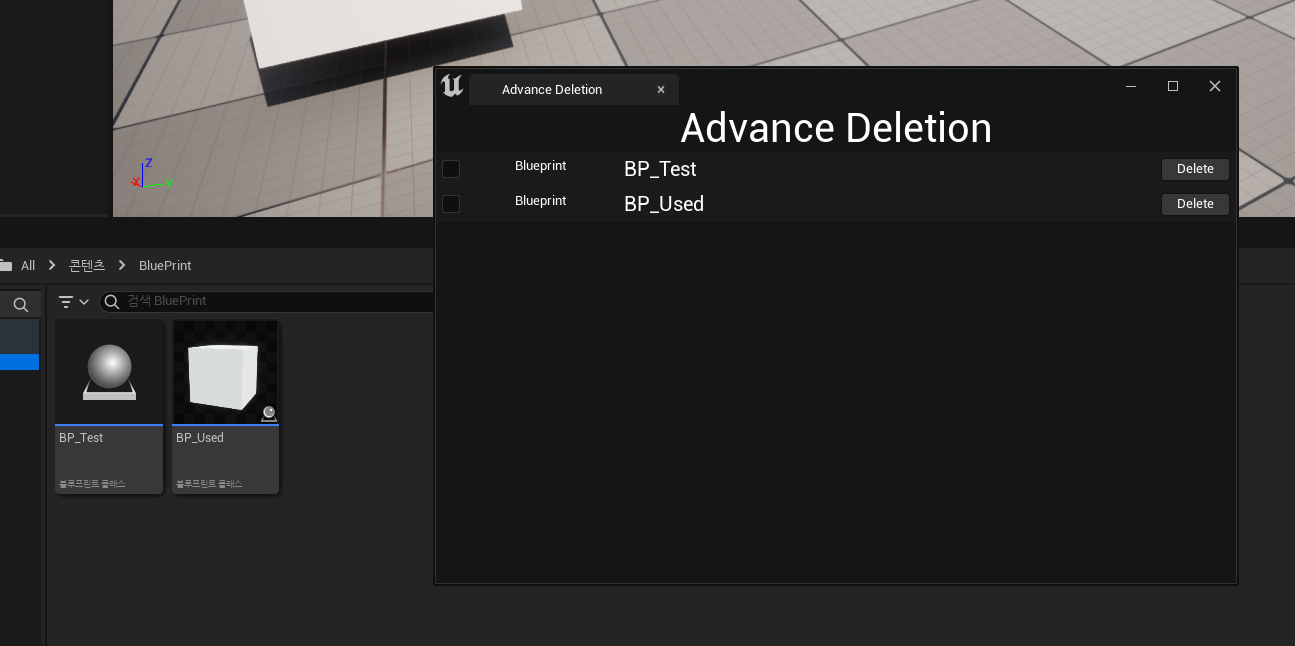 Advance Deletion
Advance Deletion
Blueprint BP_Test Delete
Blueprint BP_Used Delete
Z
X
Y
All 콘텐츠 BluePrint
검색 BluePrint
BP_Test BP_Used
블루프린트 클래스 블루프린트 클래스